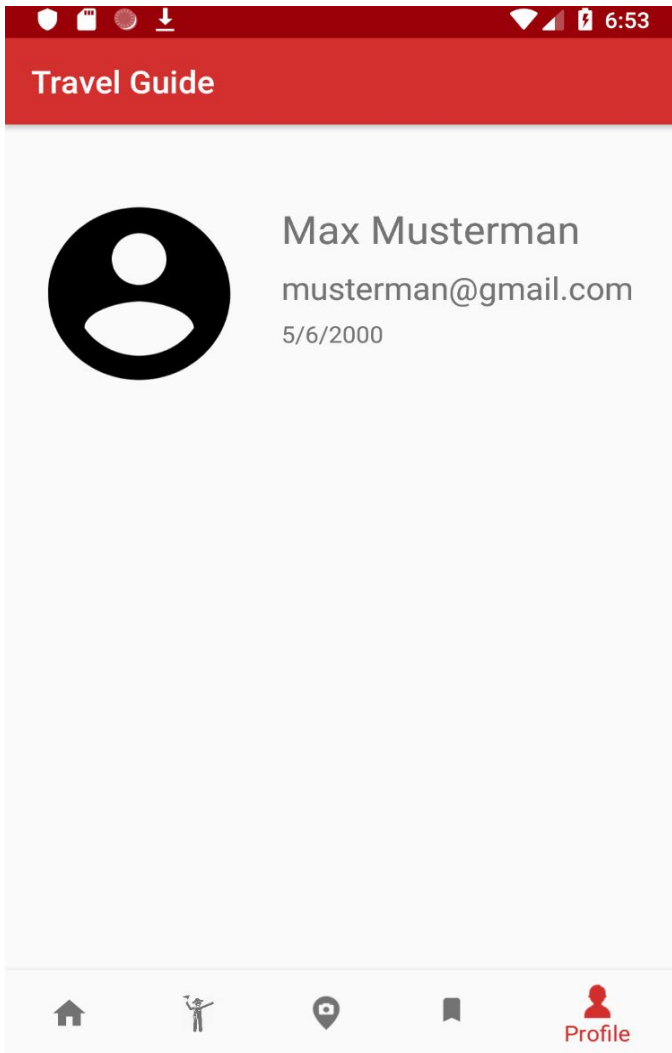 6:53
Travel Guide
Max Musterman
musterman@gmail.com
5/6/2000
Profile